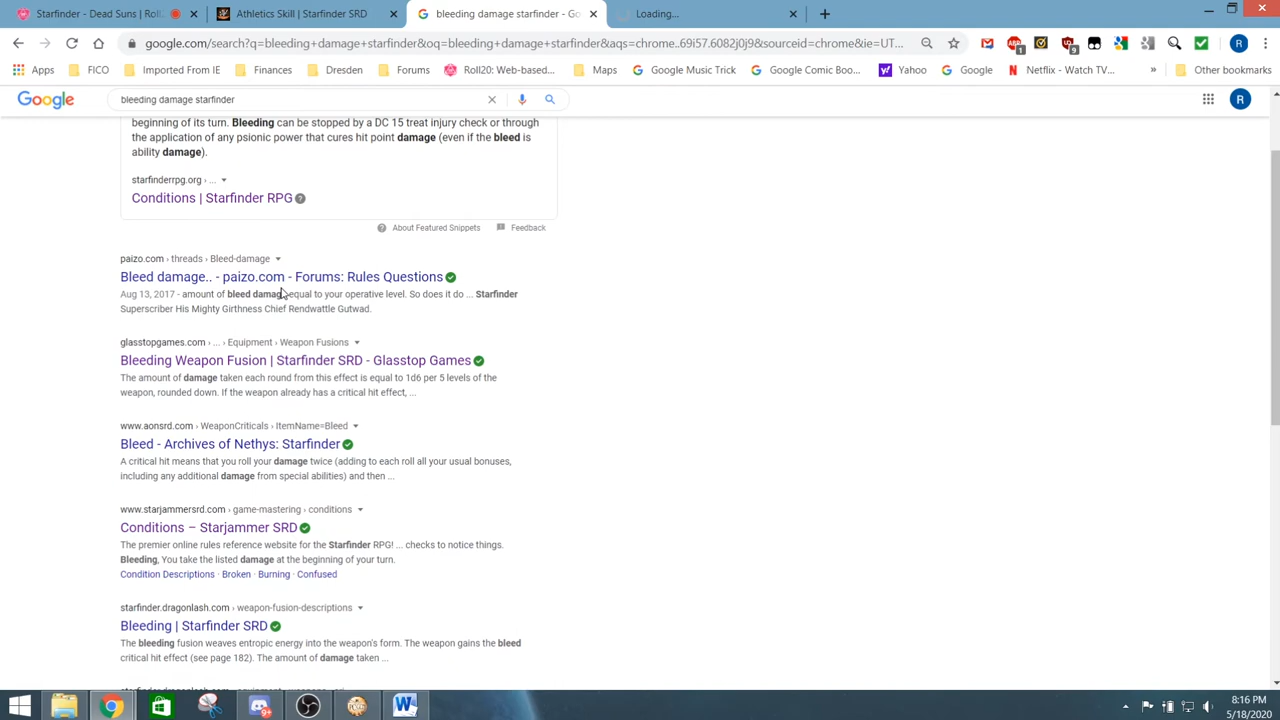 Starfinder - Dead Suns | Roll
Athletics Skill | Starfinder SRD
bleeding damage starfinder - Go
Loading...
google.com/search?q=bleeding+damage+starfinder&oq=bleeding+damage+starfinder&aqs=chrome..69i57.6082j0j9&sourceid=chrome&ie=UT...
Apps
FICO
Imported From IE
Finances
Dresden
Forums
Roll20: Web-based...
Maps
Google Music Trick
Google Comic Boo...
Yahoo
Google
Netflix - Watch TV...
»
Other bookmarks
Google
bleeding damage starfinder
R
beginning of its turn. Bleeding can be stopped by a DC 15 treat injury check or through
the application of any psionic power that cures hit point damage (even if the bleed is
ability damage).
starfinderrpg.org › ...
Conditions | Starfinder RPG
About Featured Snippets
Feedback
paizo.com › threads › Bleed-damage
Bleed damage.. - paizo.com - Forums: Rules Questions
Aug 13, 2017 - amount of bleed damage equal to your operative level. So does it do ... Starfinder
Superscriber His Mighty Girthness Chief Rendwattle Gutwad.
glasstopgames.com › ... › Equipment › Weapon Fusions
Bleeding Weapon Fusion | Starfinder SRD - Glasstop Games
The amount of damage taken each round from this effect is equal to 1d6 per 5 levels of the
weapon, rounded down. If the weapon already has a critical hit effect, ...
www.aonsrd.com › WeaponCriticals › ItemName=Bleed
Bleed - Archives of Nethys: Starfinder
A critical hit means that you roll your damage twice (adding to each roll all your usual bonuses,
including any additional damage from special abilities) and then ...
www.starjammersrd.com › game-mastering › conditions
Conditions – Starjammer SRD
The premier online rules reference website for the Starfinder RPG! ... checks to notice things.
Bleeding, You take the listed damage at the beginning of your turn.
Condition Descriptions · Broken · Burning · Confused
starfinder.dragonlash.com › weapon-fusion-descriptions
Bleeding | Starfinder SRD
The bleeding fusion weaves entropic energy into the weapon's form. The weapon gains the bleed
critical hit effect (see page 182). The amount of damage taken ...
8:16 PM
5/18/2020